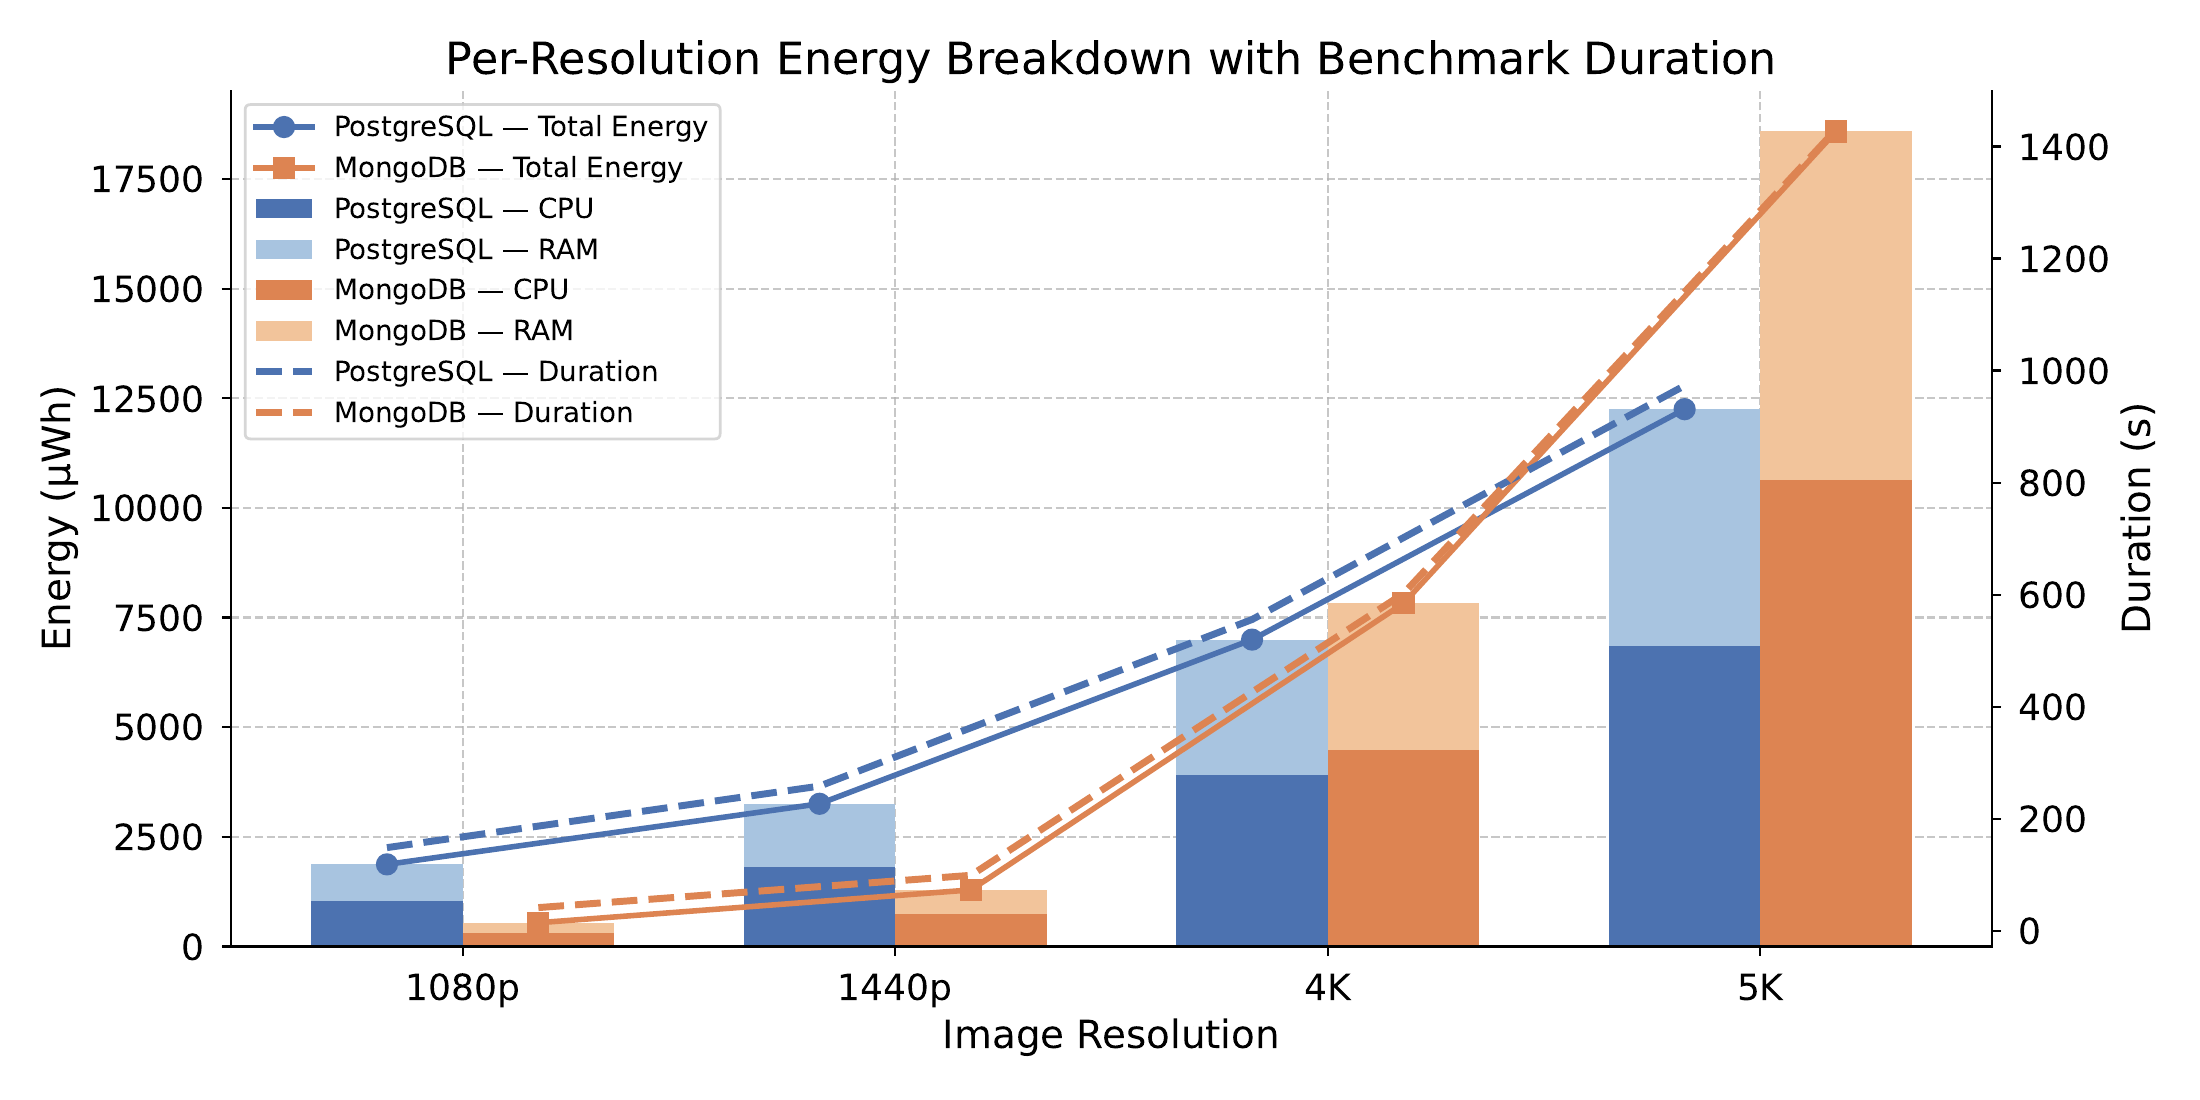 Per-Resolution Energy Breakdown with Benchmark Duration
PostgreSQL — Total Energy
MongoDB — Total Energy
PostgreSQL — CPU
PostgreSQL — RAM
MongoDB — CPU
MongoDB — RAM
PostgreSQL — Duration
MongoDB — Duration
Energy (µWh)
17500
15000
12500
10000
7500
5000
2500
0
1400
1200
1000
800
600
400
200
0
Duration (s)
1080p
1440p
4K
5K
Image Resolution